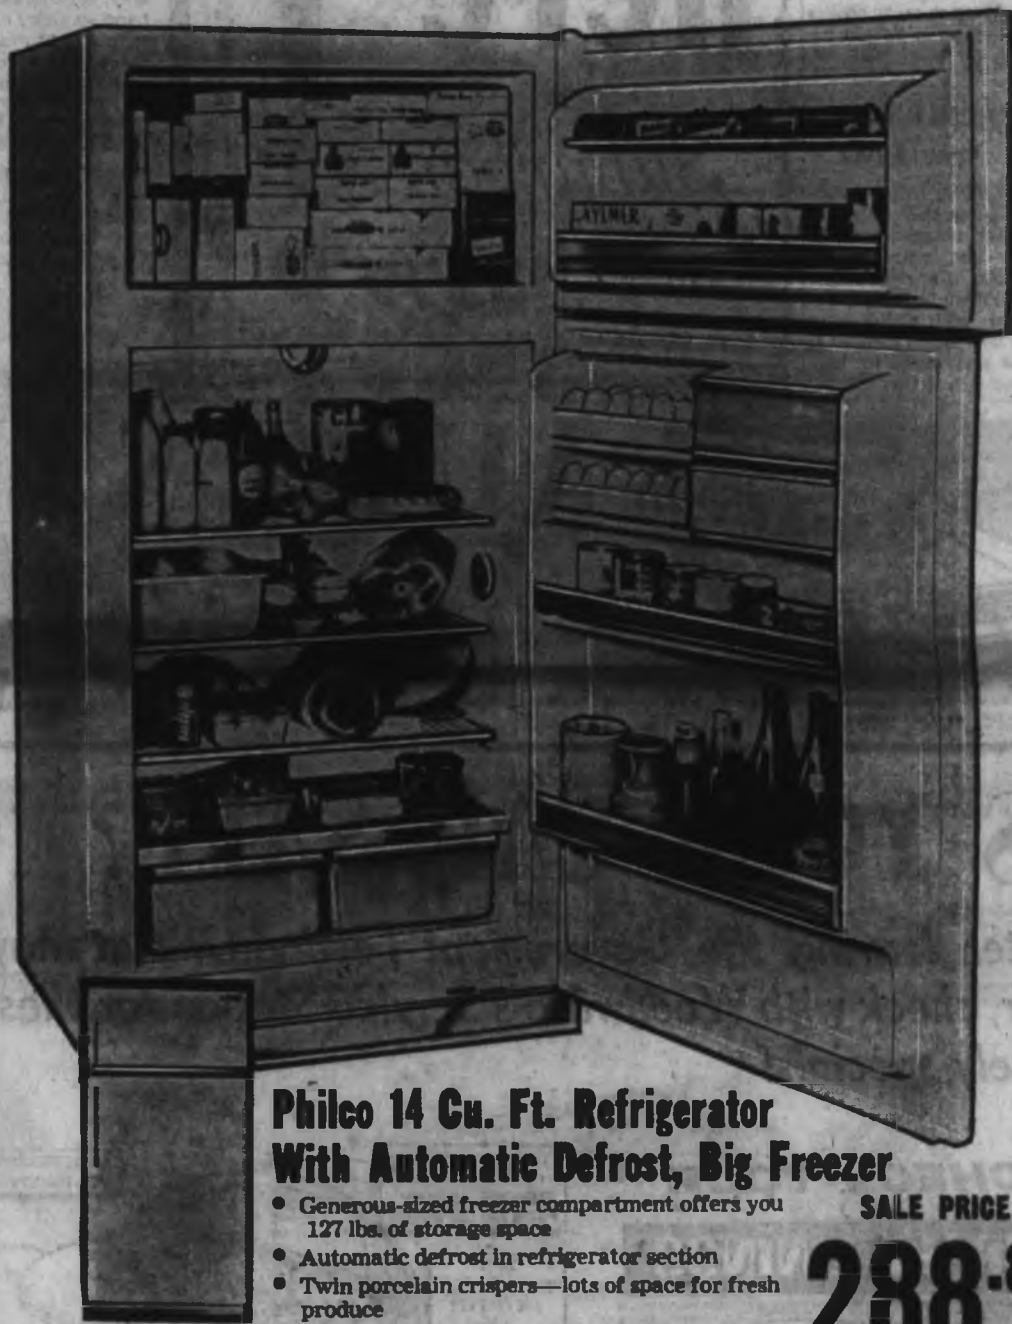 AYLMER
Philco 14 Cu. Ft. Refrigerator
With Automatic Defrost, Big Freezer
• Generous-sized freezer compartment offers you
127 lbs. of storage space
• Automatic defrost in refrigerator section
• Twin porcelain crispers—lots of space for fresh
produce
SALE PRICE
288.8